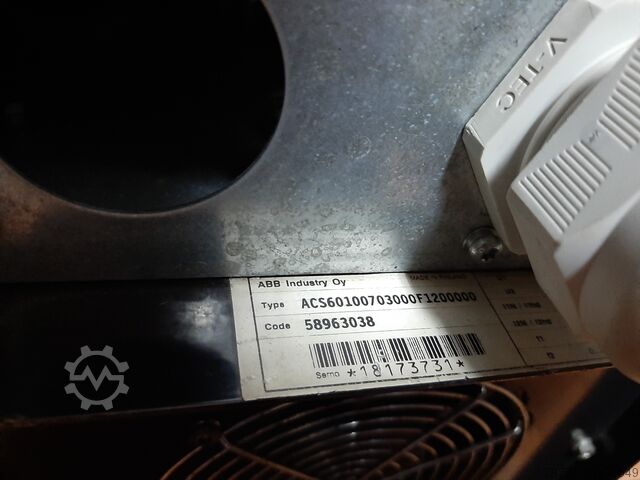 V-TEC
ABB Industry Oy
MADE IN FINLAND
Type ACS60100703000F1200000
Code 58963038
Serno *18173731*